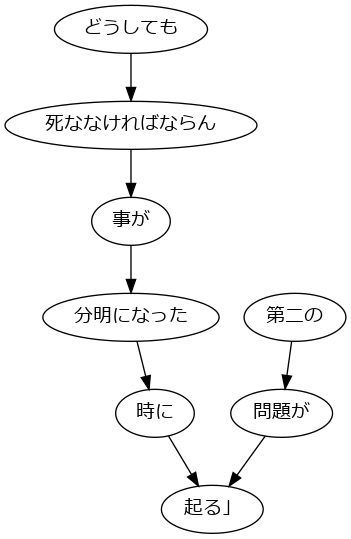 どうしても
死ななければならん
事が
分明になった
第二の
時に
問題が
起る」